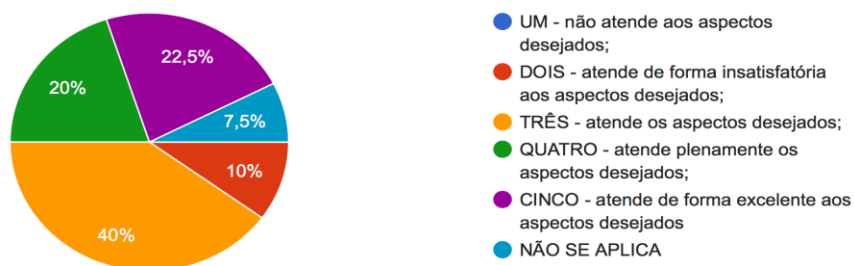 22,5%
20%
7,5%
10%
40%
UM - não atende aos aspectos
desejados;
DOIS - atende de forma insatisfatória
aos aspectos desejados;
TRÊS - atende os aspectos desejados;
QUATRO - atende plenamente os
aspectos desejados;
CINCO - atende de forma excelente aos
aspectos desejados
NÃO SE APLICA